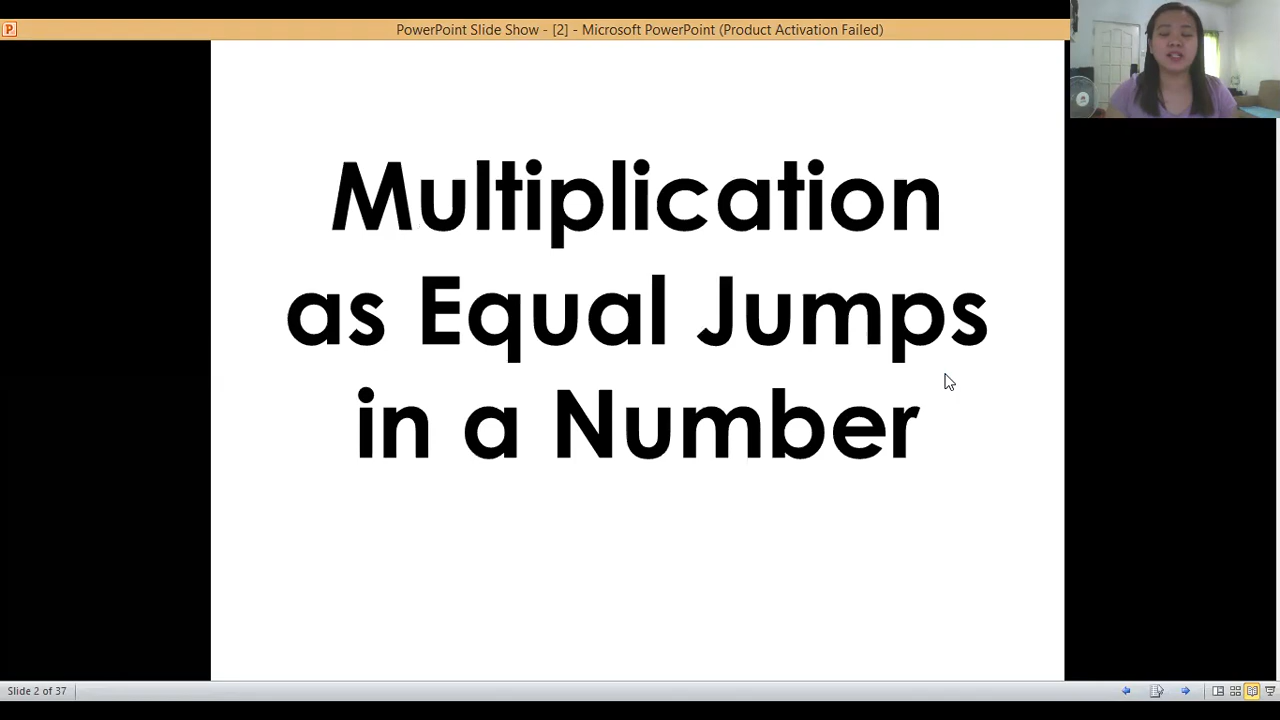 PowerPoint Slide Show - [2] - Microsoft PowerPoint (Product Activation Failed)
Multiplication
as Equal Jumps
in a Number
Slide 2 of 37